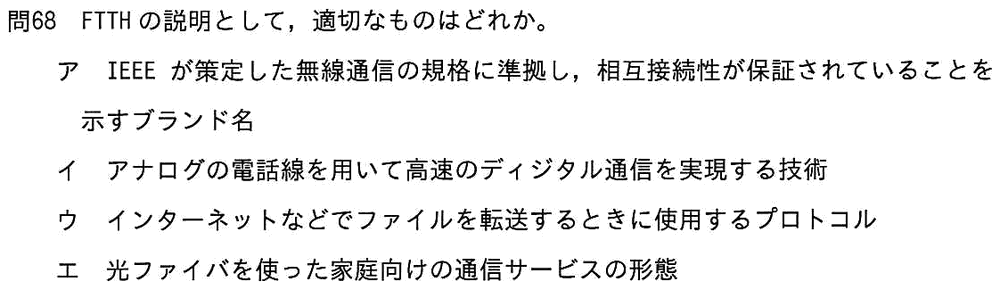 問68 FTTHの説明として，適切なものはどれか。
ア IEEE が策定した無線通信の規格に準拠し，相互接続性が保証されていることを
示すブランド名
イ アナログの電話線を用いて高速のディジタル通信を実現する技術
ウ インターネットなどでファイルを転送するときに使用するプロトコル
エ 光ファイバを使った家庭向けの通信サービスの形態